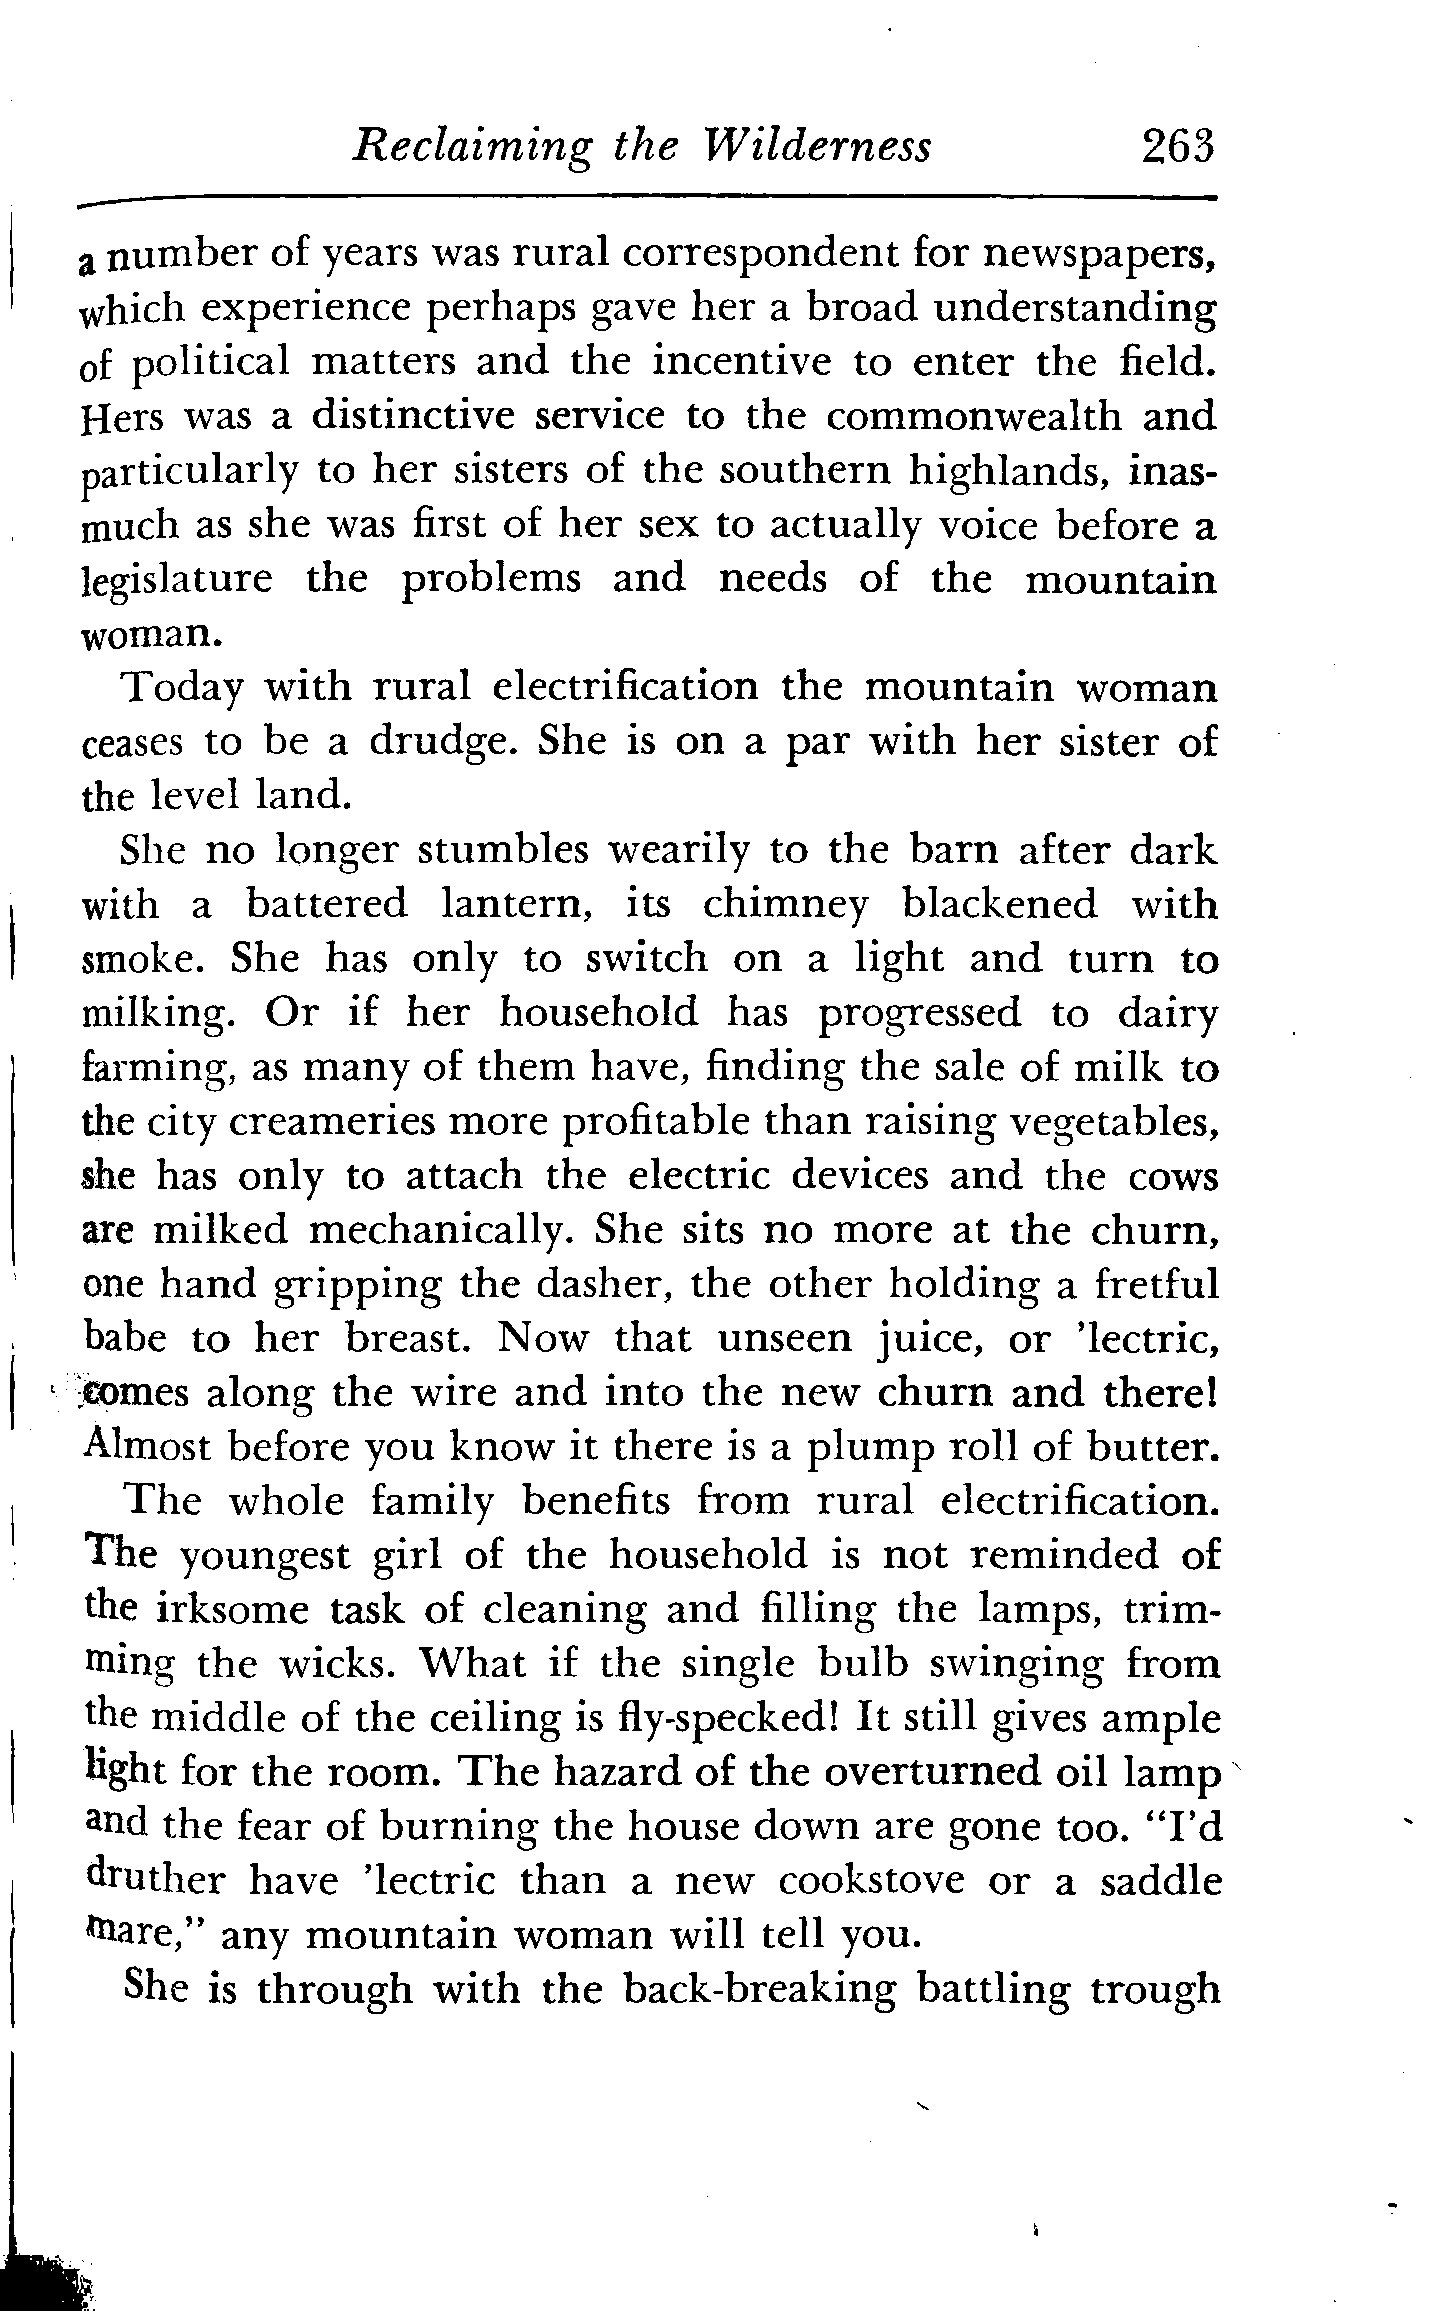 Reclaiming the Wilderness 263
a number of years was rural correspondent for newspapers,
which experience perhaps gave her a broad understanding
of political matters and the incentive to enter the field.
Hers was a distinctive service to the commonwealth and
particularly to her sisters of the southern highlands, inas-
much as she was first of her sex to actually voice before a
legislature the problems and needs of the mountain
woman.
Today with rural electrification the mountain woman
ceases to be a drudge. She is on a par with her sister of
the level land.
She no longer stumbles wearily to the barn after dark
with a battered lantern, its chimney blackened with
smoke. She has only to switch on a light and turn to
milking. Or if her household has progressed to dairy
farming, as many of them have, finding the sale of milk to
the city creameries more profitable than raising vegetables,
she has only to attach the electric devices and the cows
are milked mechanically. She sits no more at the churn,
one hand gripping the dasher, the other holding a fretful
babe to her breast. Now that unseen juice, or ’lectric,
comes along the wire and into the new churn and there!
Almost before you know it there is a plump roll of butter.
The whole family benefits from rural electrification.
The youngest girl of the household is not reminded of
the irksome task of cleaning and filling the lamps, trim-
ming the wicks. What if the single bulb swinging from
the middle of the ceiling is fly-specked! It still gives ample
light for the room. The hazard of the overturned oil lamp
and the fear of burning the house down are gone too. “I’d
druther have ’lectric than a new cookstove or a saddle
mare,” any mountain woman will tell you.
She is through with the back-breaking battling trough